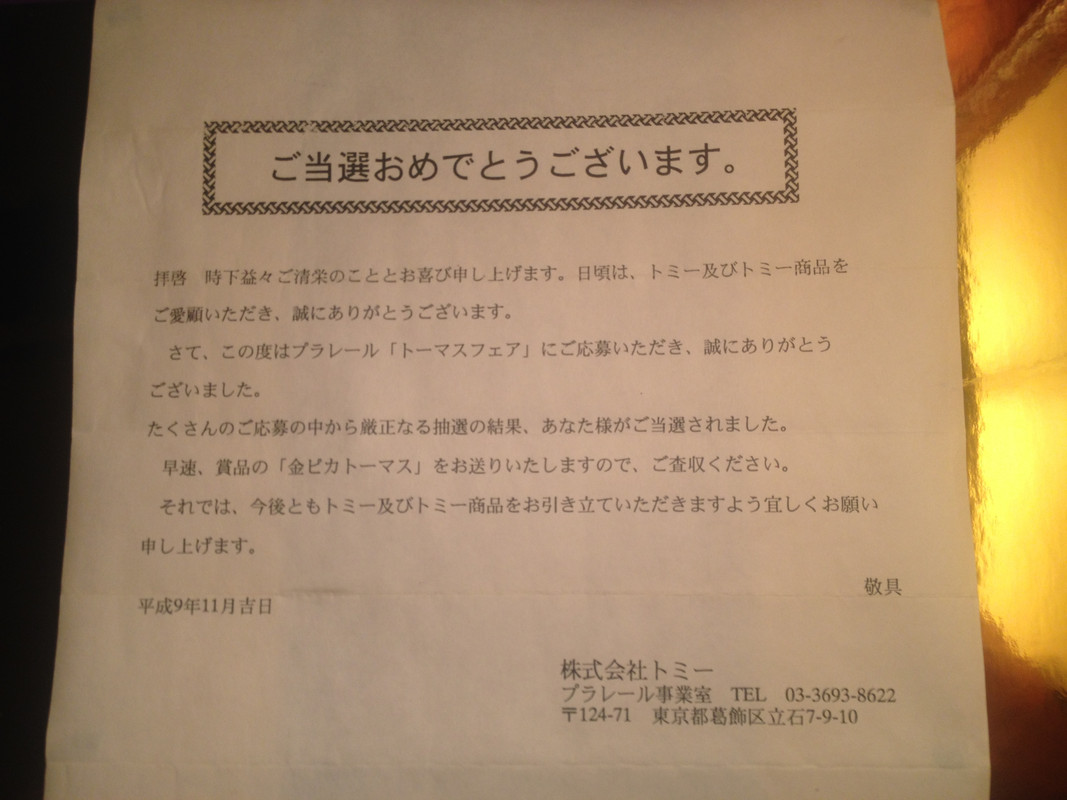 ご当選おめでとうございます。
拝啓　時下益々ご清栄のこととお喜び申し上げます。日頃は、トミー及びトミー商品を
ご愛顧いただき、誠にありがとうございます。
さて、この度はプラレール「トーマスフェア」にご応募いただき、誠にありがとう
ございました。
たくさんのご応募の中から厳正なる抽選の結果、あなた様がご当選されました。
早速、賞品の「金ピカトーマス」をお送りいたしますので、ご査収ください。
それでは、今後ともトミー及びトミー商品をお引き立ていただきますよう宜しくお願い
申し上げます。
敬具
平成9年11月吉日
株式会社トミー
プラレール事業室　TEL　03-3693-8622
〒124-71　東京都葛飾区立石7-9-10